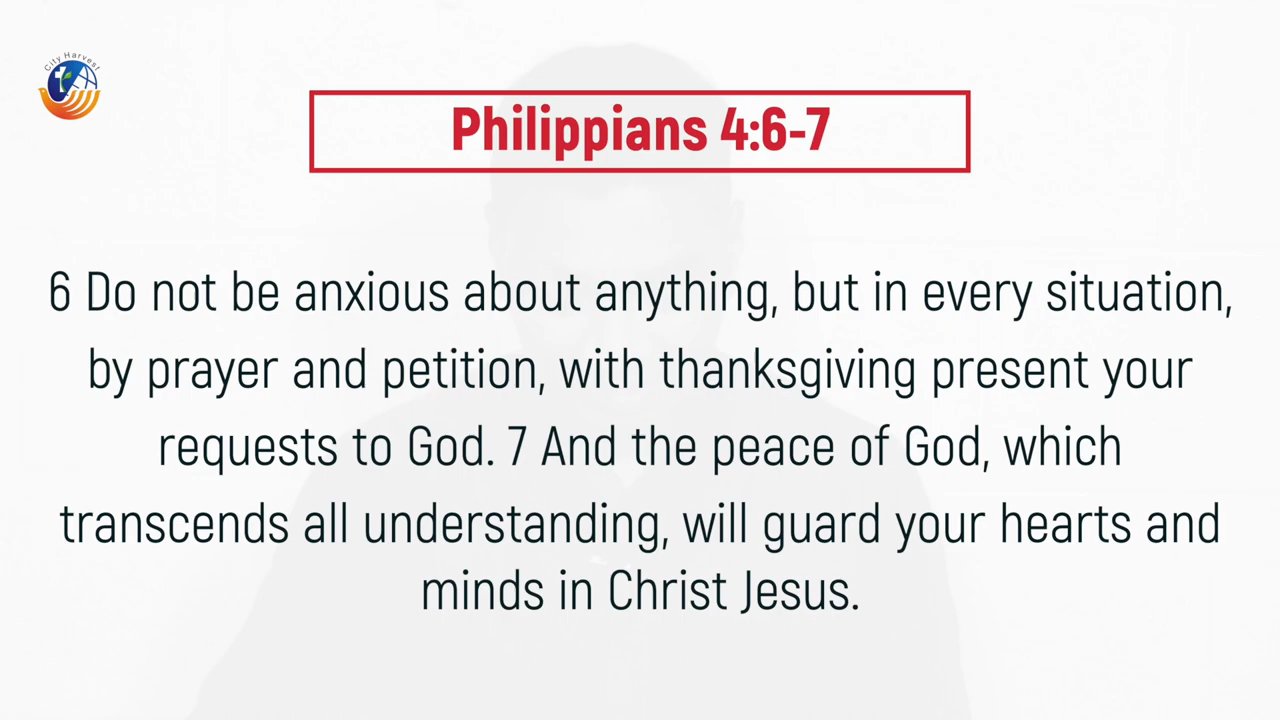 City Harvest
Philippians 4:6-7
6 Do not be anxious about anything, but in every situation,
by prayer and petition, with thanksgiving present your
requests to God. 7 And the peace of God, which
transcends all understanding, will guard your hearts and
minds in Christ Jesus.